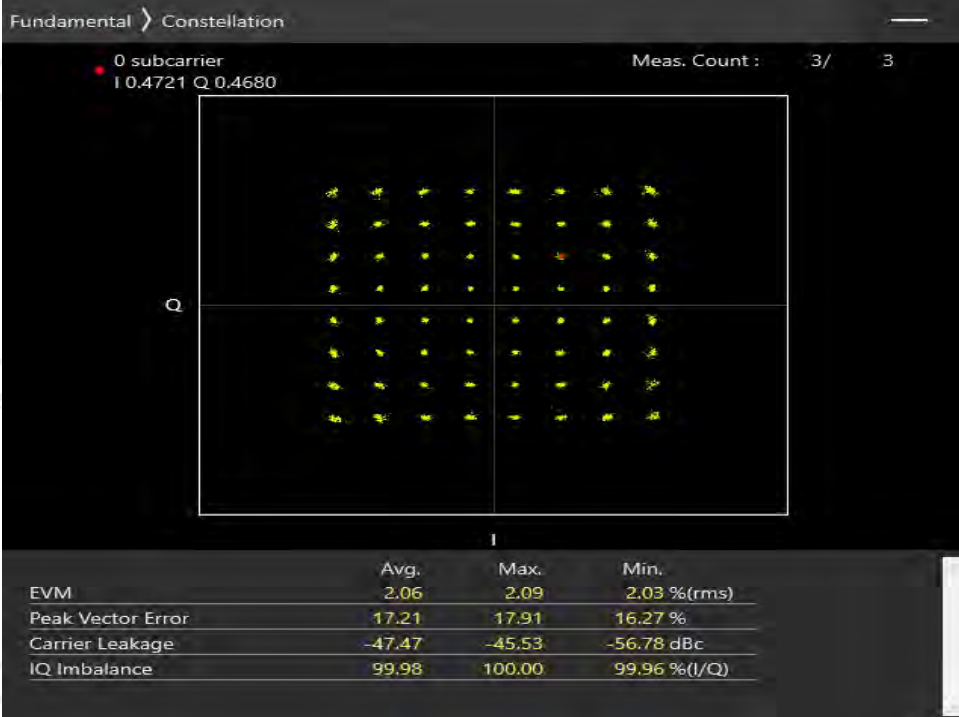 Fundamental 〉 Constellation
0 subcarrier
I 0.4721 Q 0.4680
Meas. Count : 3/ 3
Q
I
Avg. Max. Min.
EVM 2.06 2.09 2.03 %(rms)
Peak Vector Error 17.21 17.91 16.27 %
Carrier Leakage -47.47 -45.53 -56.78 dBc
IQ Imbalance 99.98 100.00 99.96 %(I/Q)